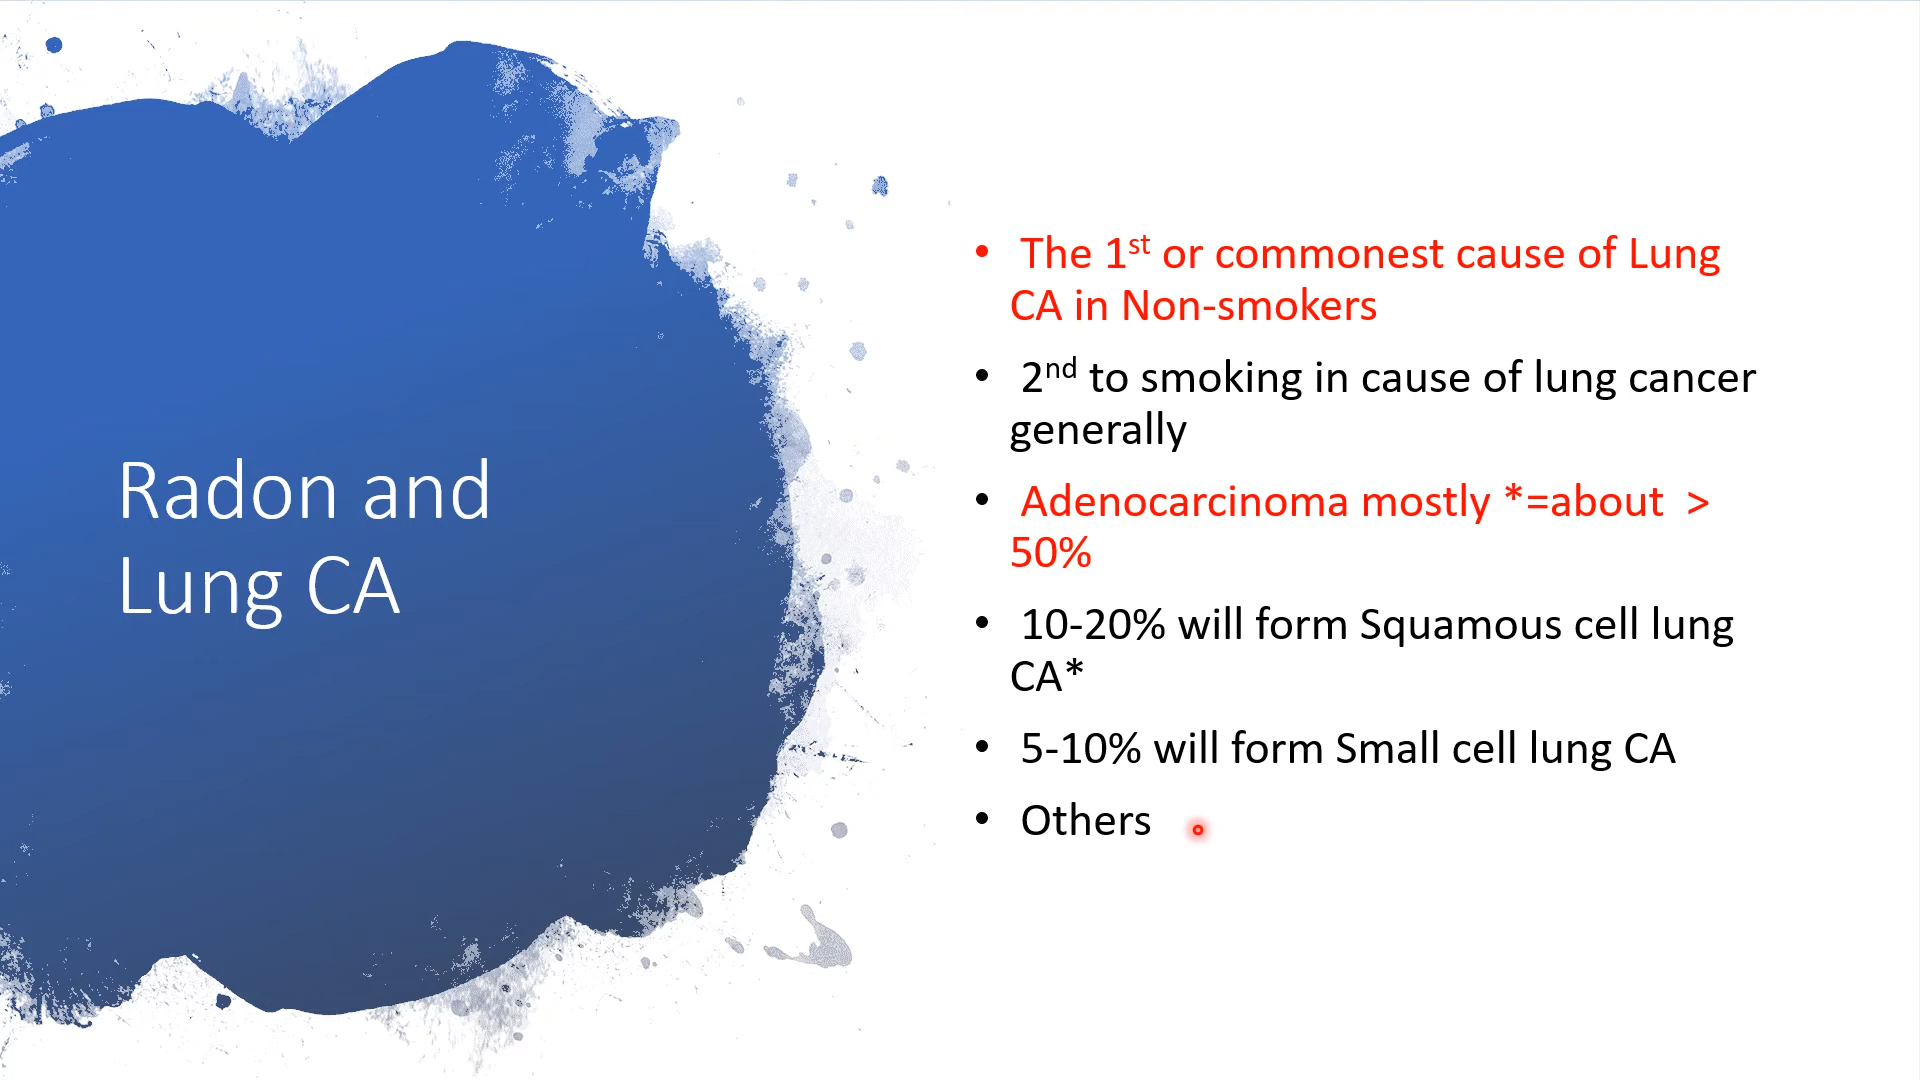 Radon and
Lung CA
• The 1st or commonest cause of Lung
CA in Non-smokers
• 2nd to smoking in cause of lung cancer
generally
• Adenocarcinoma mostly *=about >
50%
• 10-20% will form Squamous cell lung
CA*
• 5-10% will form Small cell lung CA
• Others